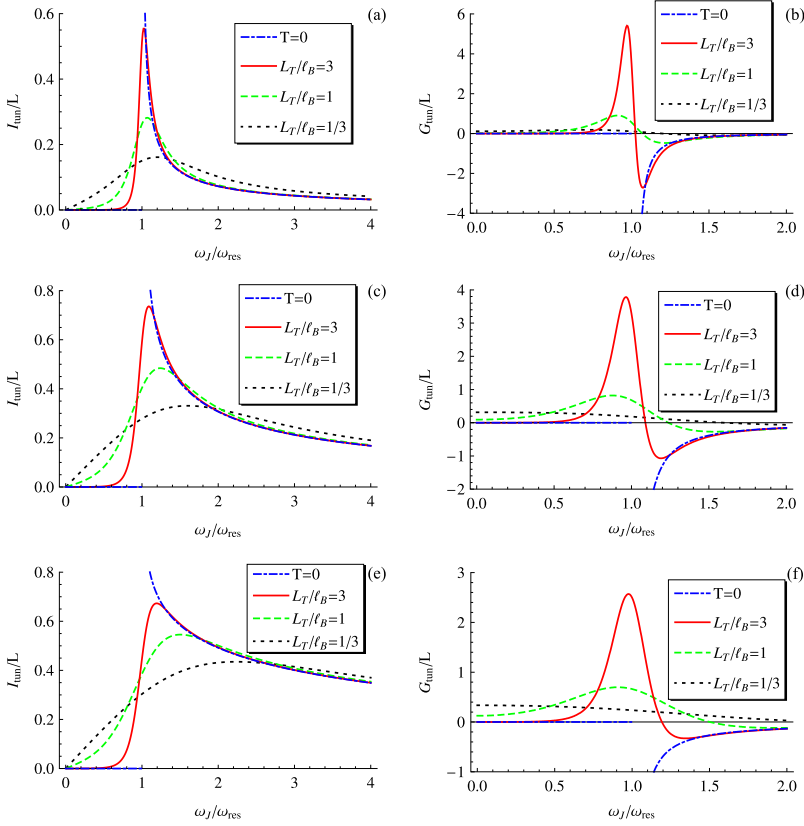 (a)
I_tun/L
0.6
0.4
0.2
0.0
0 1 2 3 4
ω_J/ω_res
T=0
L_T/ℓ_B=3
L_T/ℓ_B=1
L_T/ℓ_B=1/3
(b)
G_tun/L
6
4
2
0
−2
−4
0.0 0.5 1.0 1.5 2.0
ω_J/ω_res
T=0
L_T/ℓ_B=3
L_T/ℓ_B=1
L_T/ℓ_B=1/3
(c)
I_tun/L
0.8
0.6
0.4
0.2
0.0
0 1 2 3 4
ω_J/ω_res
T=0
L_T/ℓ_B=3
L_T/ℓ_B=1
L_T/ℓ_B=1/3
(d)
G_tun/L
4
3
2
1
0
−1
−2
0.0 0.5 1.0 1.5 2.0
ω_J/ω_res
T=0
L_T/ℓ_B=3
L_T/ℓ_B=1
L_T/ℓ_B=1/3
(e)
I_tun/L
0.8
0.6
0.4
0.2
0.0
0 1 2 3 4
ω_J/ω_res
T=0
L_T/ℓ_B=3
L_T/ℓ_B=1
L_T/ℓ_B=1/3
(f)
G_tun/L
3
2
1
0
−1
0.0 0.5 1.0 1.5 2.0
ω_J/ω_res
T=0
L_T/ℓ_B=3
L_T/ℓ_B=1
L_T/ℓ_B=1/3